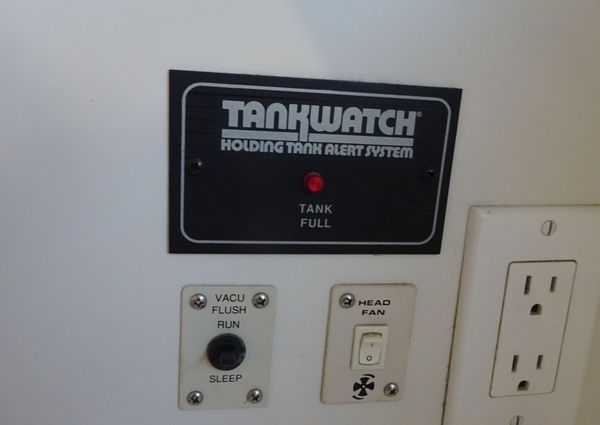 TANKWATCH®
HOLDING TANK ALERT SYSTEM
TANK
FULL
VACU
FLUSH
RUN
SLEEP
HEAD
FAN
I
O